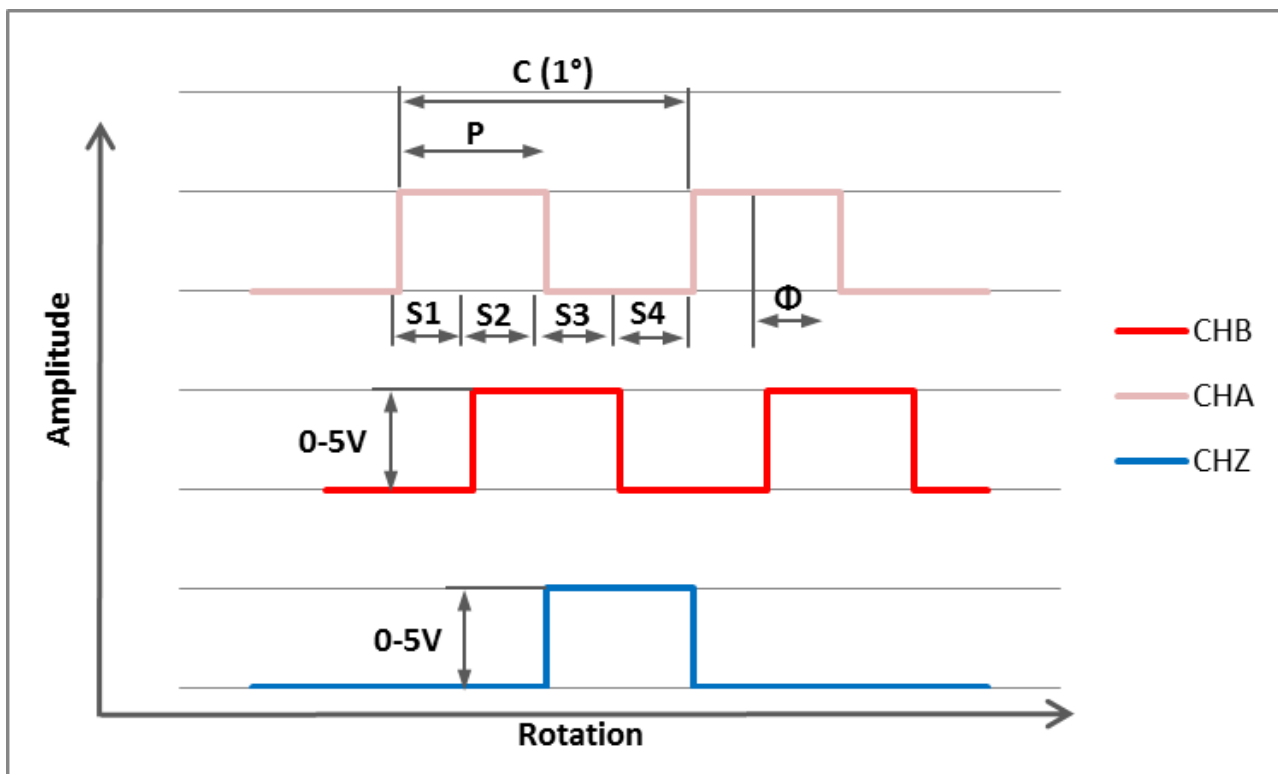 C (1°)
P
S1
S2
S3
S4
Φ
0-5V
0-5V
Amplitude
Rotation
CHB
CHA
CHZ